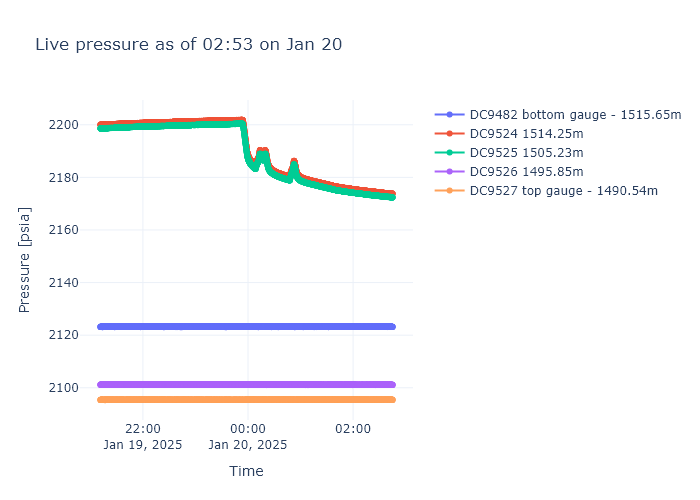 Live pressure as of 02:53 on Jan 20
DC9482 bottom gauge - 1515.65m
DC9524 1514.25m
DC9525 1505.23m
DC9526 1495.85m
DC9527 top gauge - 1490.54m
Pressure [psia]
2200
2180
2160
2140
2120
2100
22:00
Jan 19, 2025
00:00
Jan 20, 2025
02:00
Time